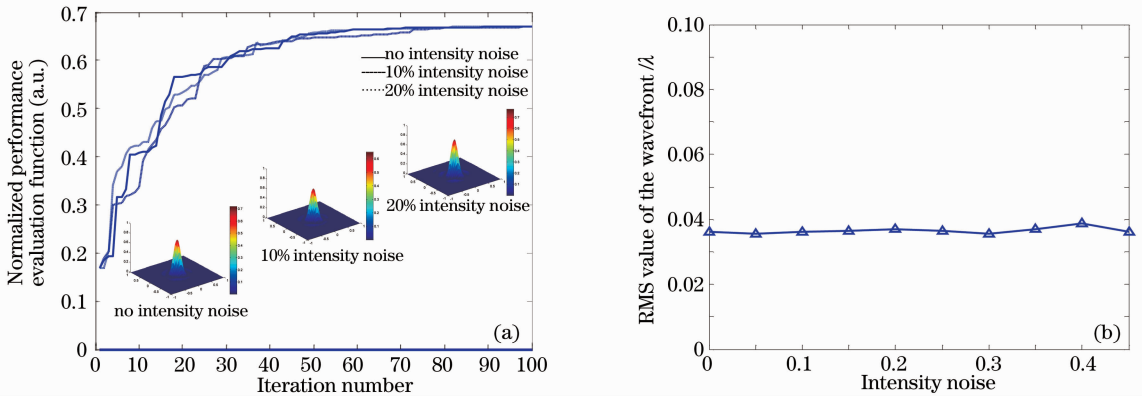 Normalized performance
evaluation function (a.u.)
0.7
0.6
0.5
0.4
0.3
0.2
0.1
0
no intensity noise
10% intensity noise
20% intensity noise
20% intensity noise
10% intensity noise
no intensity noise
(a)
1 10 20 30 40 50 60 70 80 90 100
Iteration number
RMS value of the wavefront /λ
0.10
0.08
0.06
0.04
0.02
0
(b)
0 0.1 0.2 0.3 0.4
Intensity noise